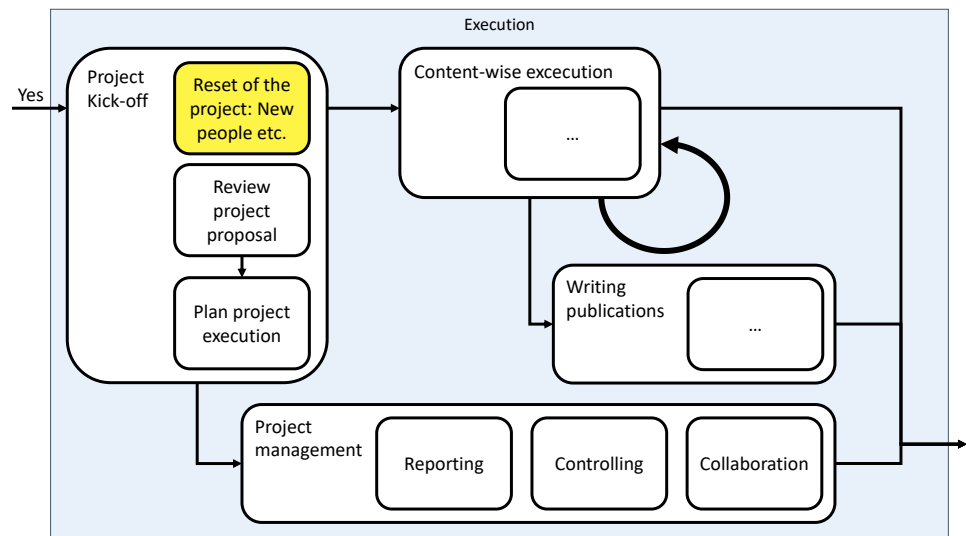 Execution
Yes
Project
Kick-off
Reset of the
project: New
people etc.
Review
project
proposal
Plan project
execution
Content-wise excecution
...
Writing
publications
...
Project
management
Reporting
Controlling
Collaboration